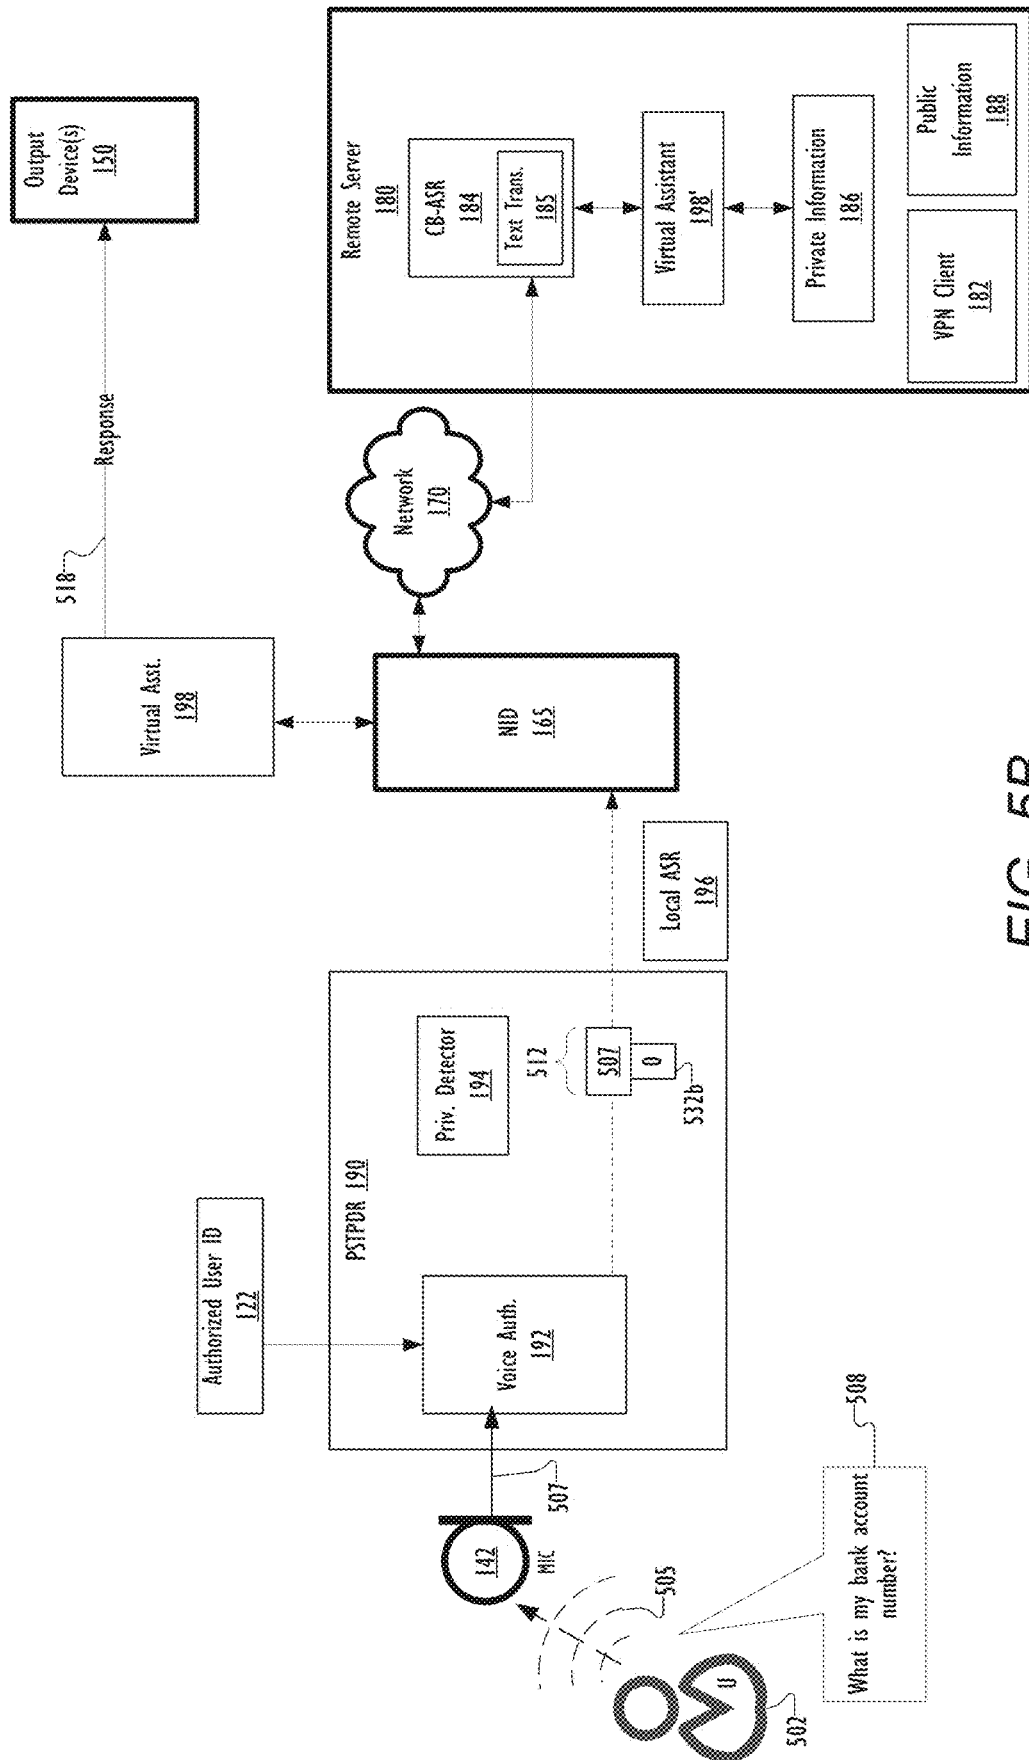 Output
Device(s)
150
Response
518
Virtual Asst.
198
Remote Server
180
CB-ASR
184
Text Trans.
185
Virtual Assistant
198'
Private Information
186
VPN Client
182
Public
Information
188
Network
170
NID
165
Local ASR
196
Authorized User ID
122
PSTPDR 190
Priv. Detector
194
Voice Auth.
192
512
507
0
532b
507
142
MIC
505
U
502
What is my bank account
number?
508
FIG. 5B